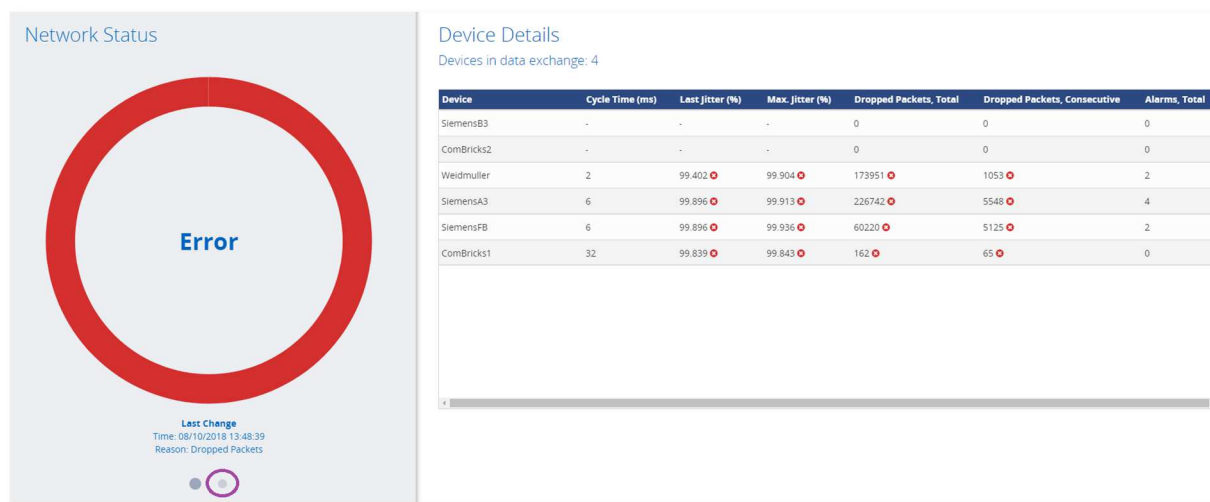 Network Status
Error
Last Change
Time: 08/10/2018 13:48:39
Reason: Dropped Packets
Device Details
Devices in data exchange: 4
Device Cycle Time (ms) Last Jitter (%) Max. Jitter (%) Dropped Packets, Total Dropped Packets, Consecutive Alarms, Total
SiemensB3 - - - 0 0 0
ComBricks2 - - - 0 0 0
Weidmuller 2 99.402 99.904 173951 1053 2
SiemensA3 6 99.896 99.913 226742 5548 4
SiemensFB 6 99.896 99.936 60220 5125 2
ComBricks1 32 99.839 99.843 162 65 0